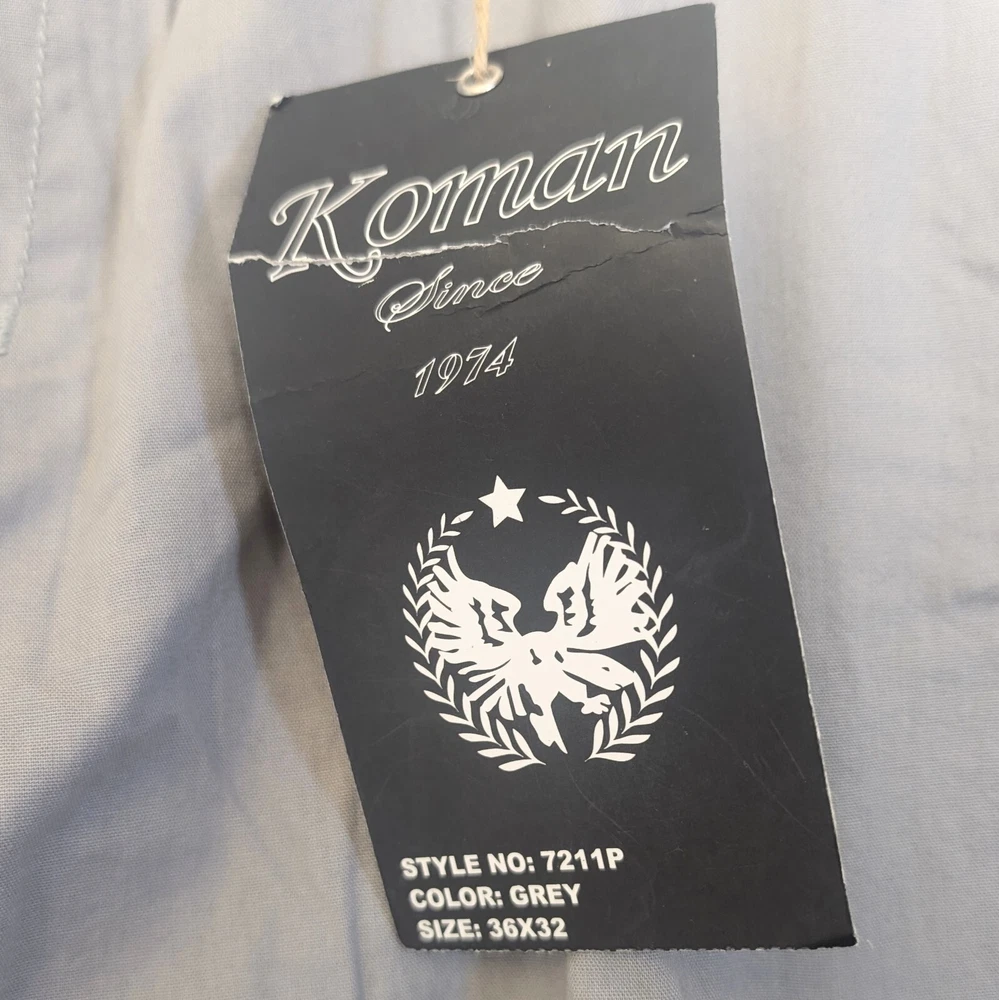 Koman
Since
1974
STYLE NO: 7211P
COLOR: GREY
SIZE: 36X32